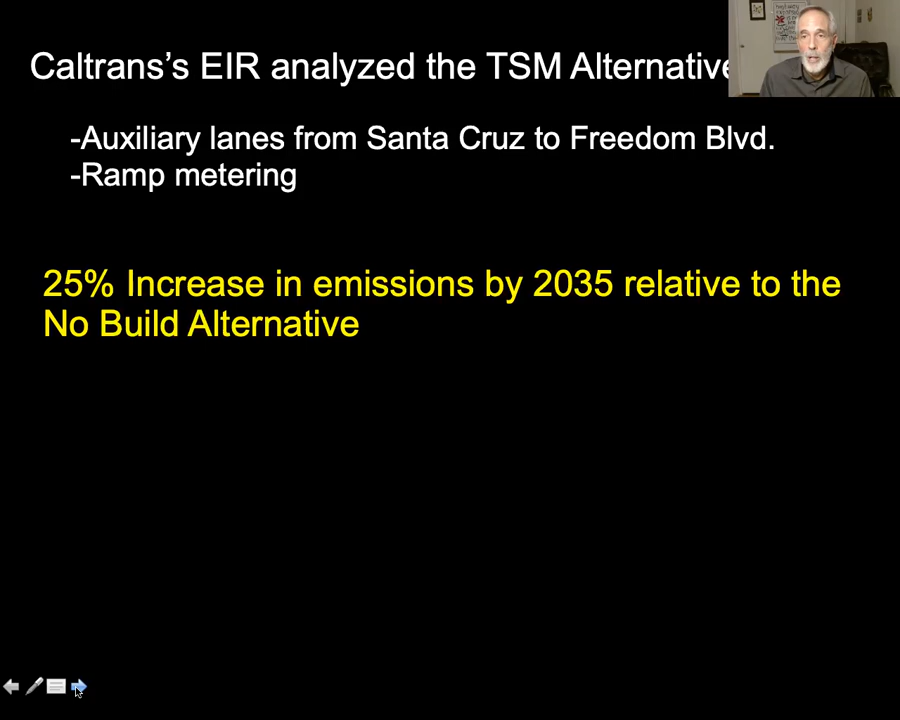 Caltrans's EIR analyzed the TSM Alternative
-Auxiliary lanes from Santa Cruz to Freedom Blvd.
-Ramp metering
25% Increase in emissions by 2035 relative to the
No Build Alternative